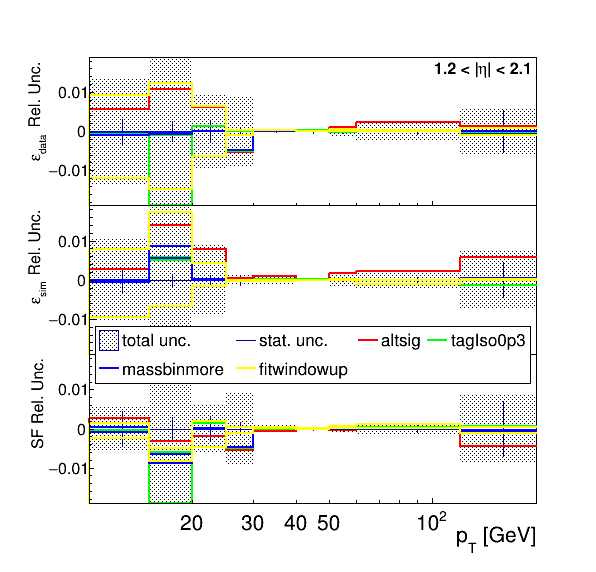 1.2 < |η| < 2.1
ε_data Rel. Unc.
0.01
0
−0.01
ε_sim Rel. Unc.
0.01
0
−0.01
total unc. stat. unc. altsig tagIso0p3
massbinmore fitwindowup
SF Rel. Unc.
0.01
0
−0.01
20 30 40 50 10²
p_T [GeV]